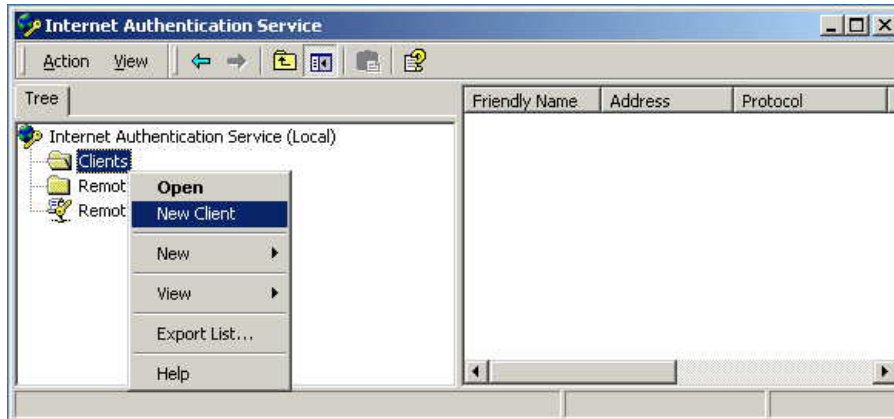 Internet Authentication Service
Action View
Tree
Friendly Name Address Protocol
Internet Authentication Service (Local)
Clients
Remot
Remot
Open
New Client
New
View
Export List...
Help